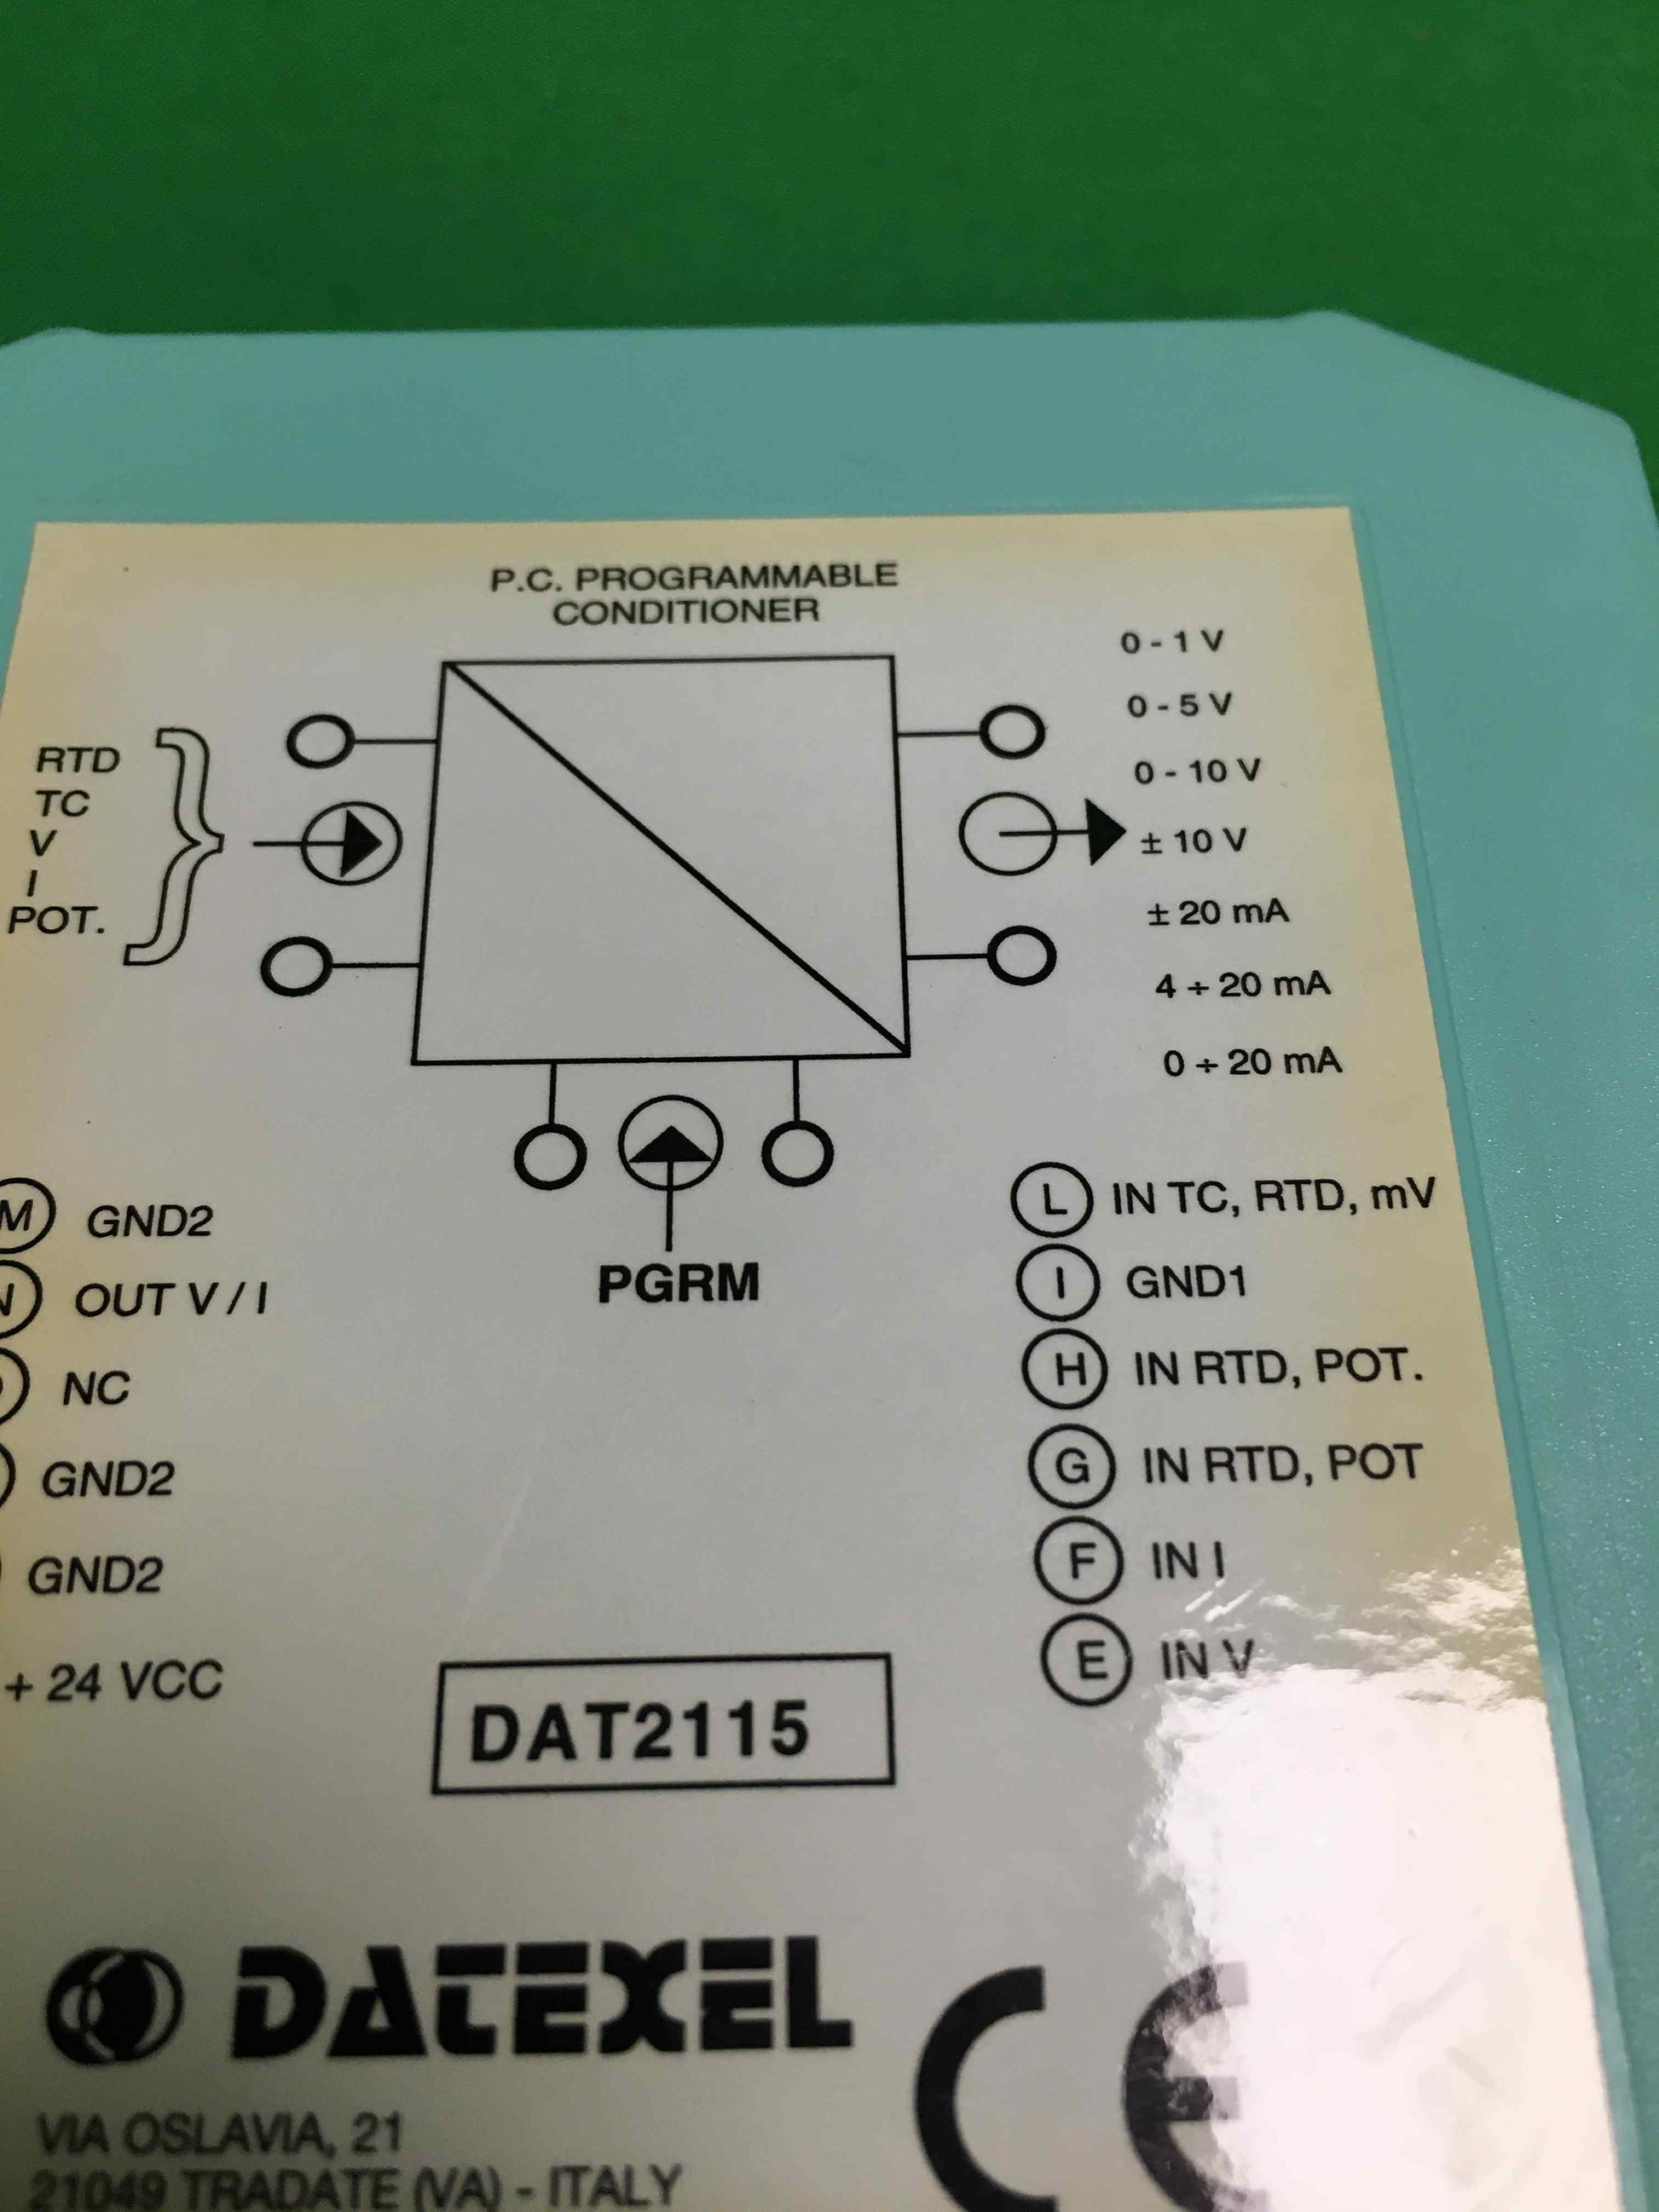 P.C. PROGRAMMABLE
CONDITIONER
RTD
TC
V
I
POT.
0 - 1 V
0 - 5 V
0 - 10 V
± 10 V
± 20 mA
4 ÷ 20 mA
0 ÷ 20 mA
PGRM
M GND2
N OUT V / I
NC
GND2
GND2
+ 24 VCC
L IN TC, RTD, mV
I GND1
H IN RTD, POT.
G IN RTD, POT
F IN I
E IN V
DAT2115
DATEXEL
CE
VIA OSLAVIA, 21
21049 TRADATE (VA) - ITALY